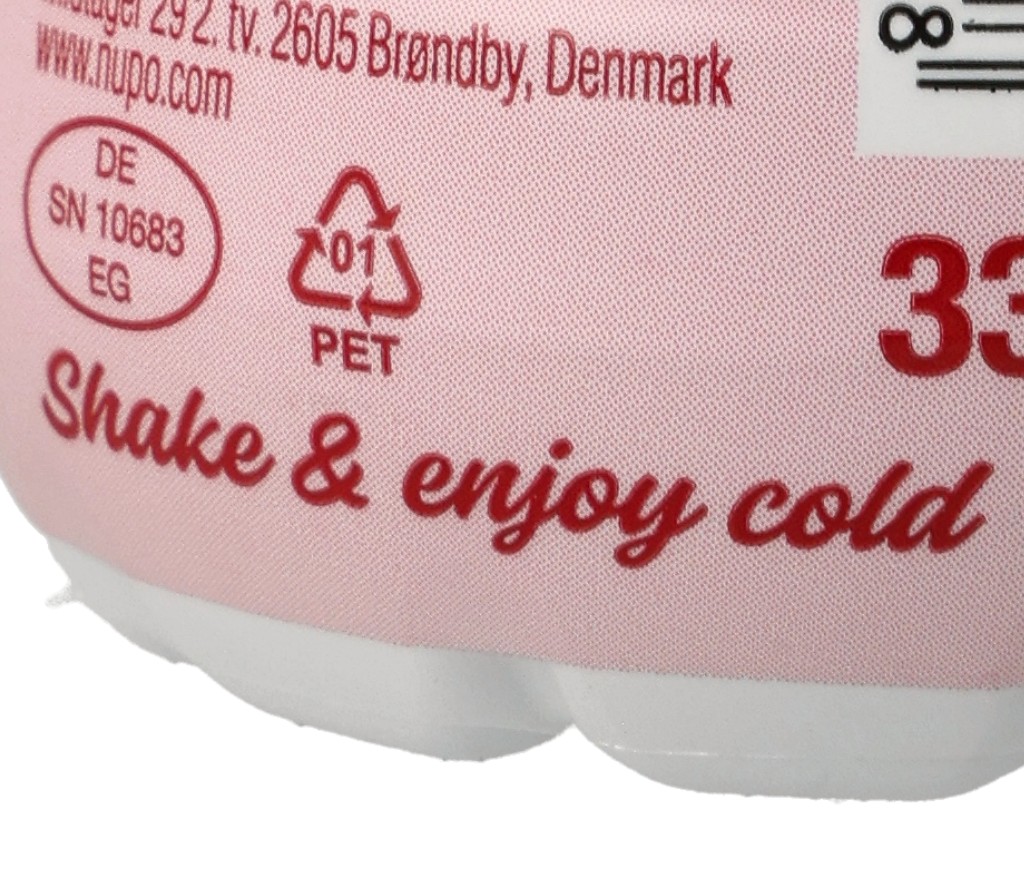 29 2. tv. 2605 Brøndby, Denmark
www.nupo.com
DE
SN 10683
EG
01
PET
8
33
Shake & enjoy cold